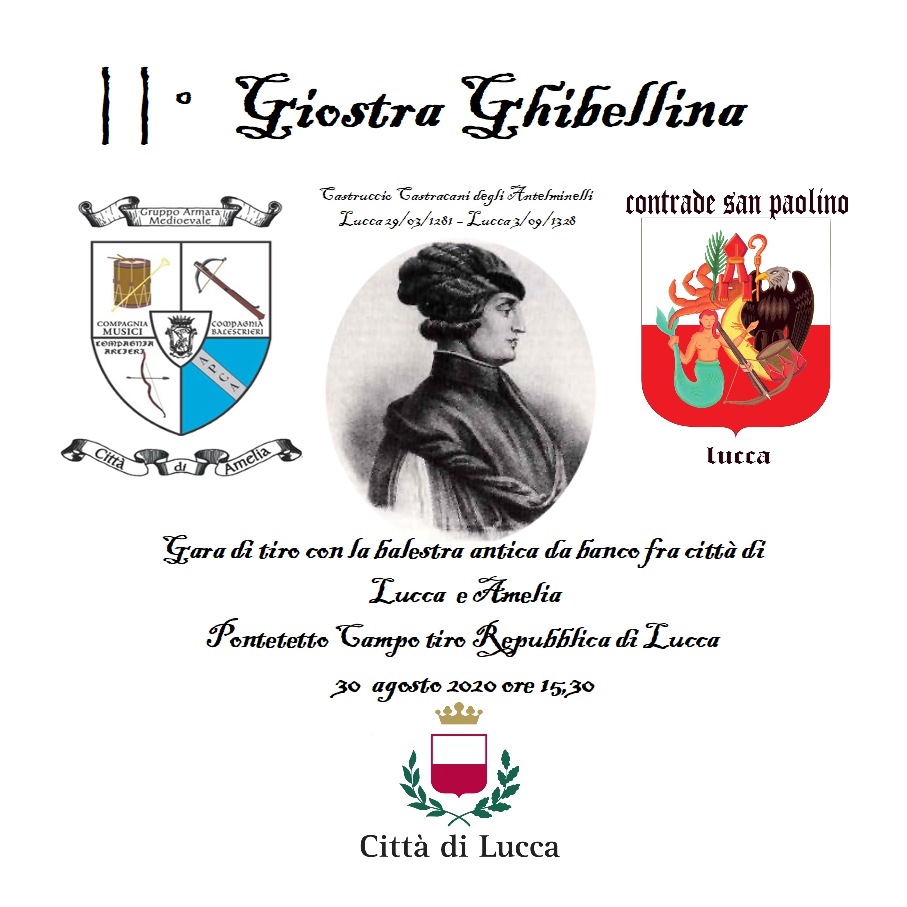 II° Giostra Ghibellina
Castruccio Castracani degli Antelminelli
Lucca 29/03/1281 - Lucca 3/09/1328
Gruppo Armata
Medioevale
COMPAGNIA
MUSICI
COMPAGNIA
BALESTRIERI
COMPAGNIA
ARCIERI
APCA
Città di Amelia
contrade san paolino
lucca
Gara di tiro con la balestra antica da banco fra città di
Lucca e Amelia
Pontetetto Campo tiro Repubblica di Lucca
30 agosto 2020 ore 15,30
Città di Lucca